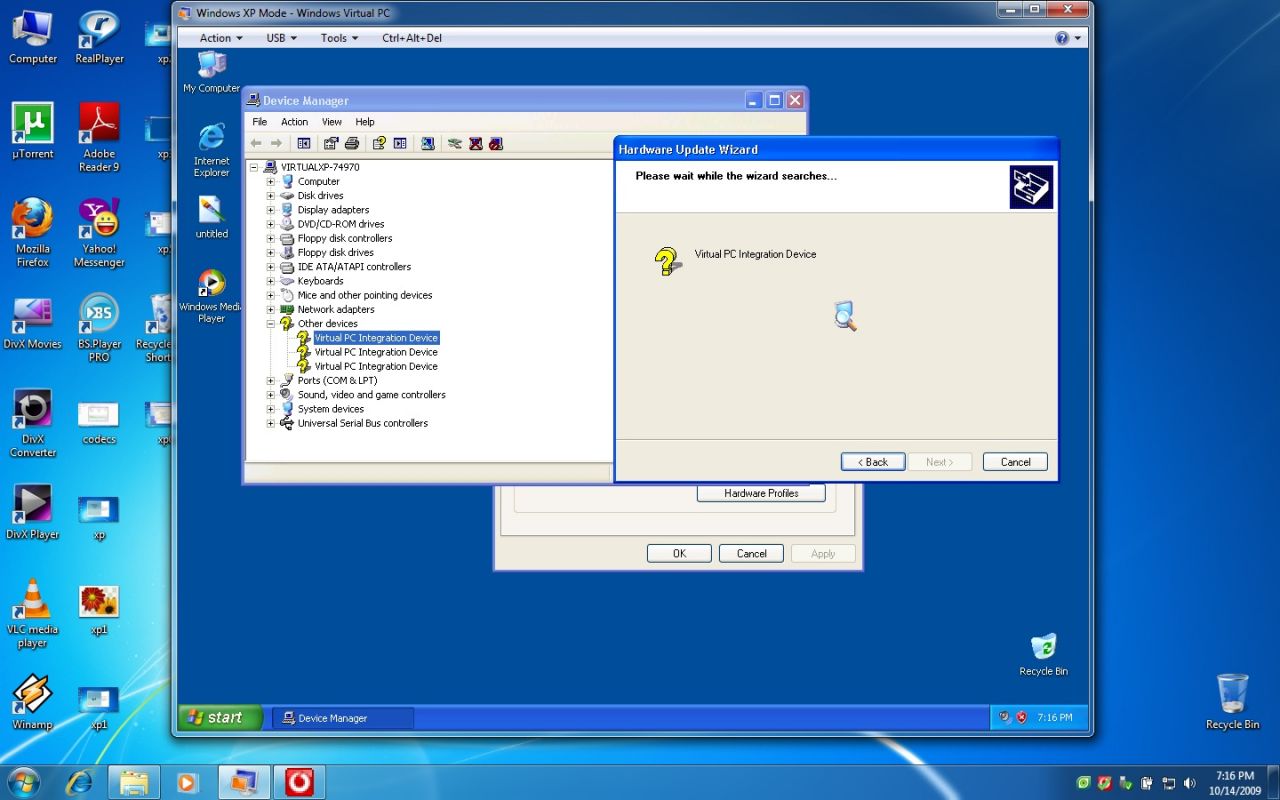 Windows XP Mode - Windows Virtual PC
Action
USB
Tools
Ctrl+Alt+Del
Computer
RealPlayer
xp
µTorrent
Adobe
Reader 9
xp
Mozilla
Firefox
Yahoo!
Messenger
xp
DivX Movies
BS.Player
PRO
Recycle
Short
DivX
Converter
codecs
xp
DivX Player
xp
VLC media
player
xp1
Winamp
xp1
My Computer
Internet
Explorer
untitled
Windows Medi
Player
Device Manager
File
Action
View
Help
VIRTUALXP-74970
Computer
Disk drives
Display adapters
DVD/CD-ROM drives
Floppy disk controllers
Floppy disk drives
IDE ATA/ATAPI controllers
Keyboards
Mice and other pointing devices
Network adapters
Other devices
Virtual PC Integration Device
Virtual PC Integration Device
Virtual PC Integration Device
Ports (COM & LPT)
Sound, video and game controllers
System devices
Universal Serial Bus controllers
Hardware Update Wizard
Please wait while the wizard searches...
Virtual PC Integration Device
< Back
Next >
Cancel
Hardware Profiles
OK
Cancel
Apply
Recycle Bin
start
Device Manager
7:16 PM
Recycle Bin
7:16 PM
10/14/2009